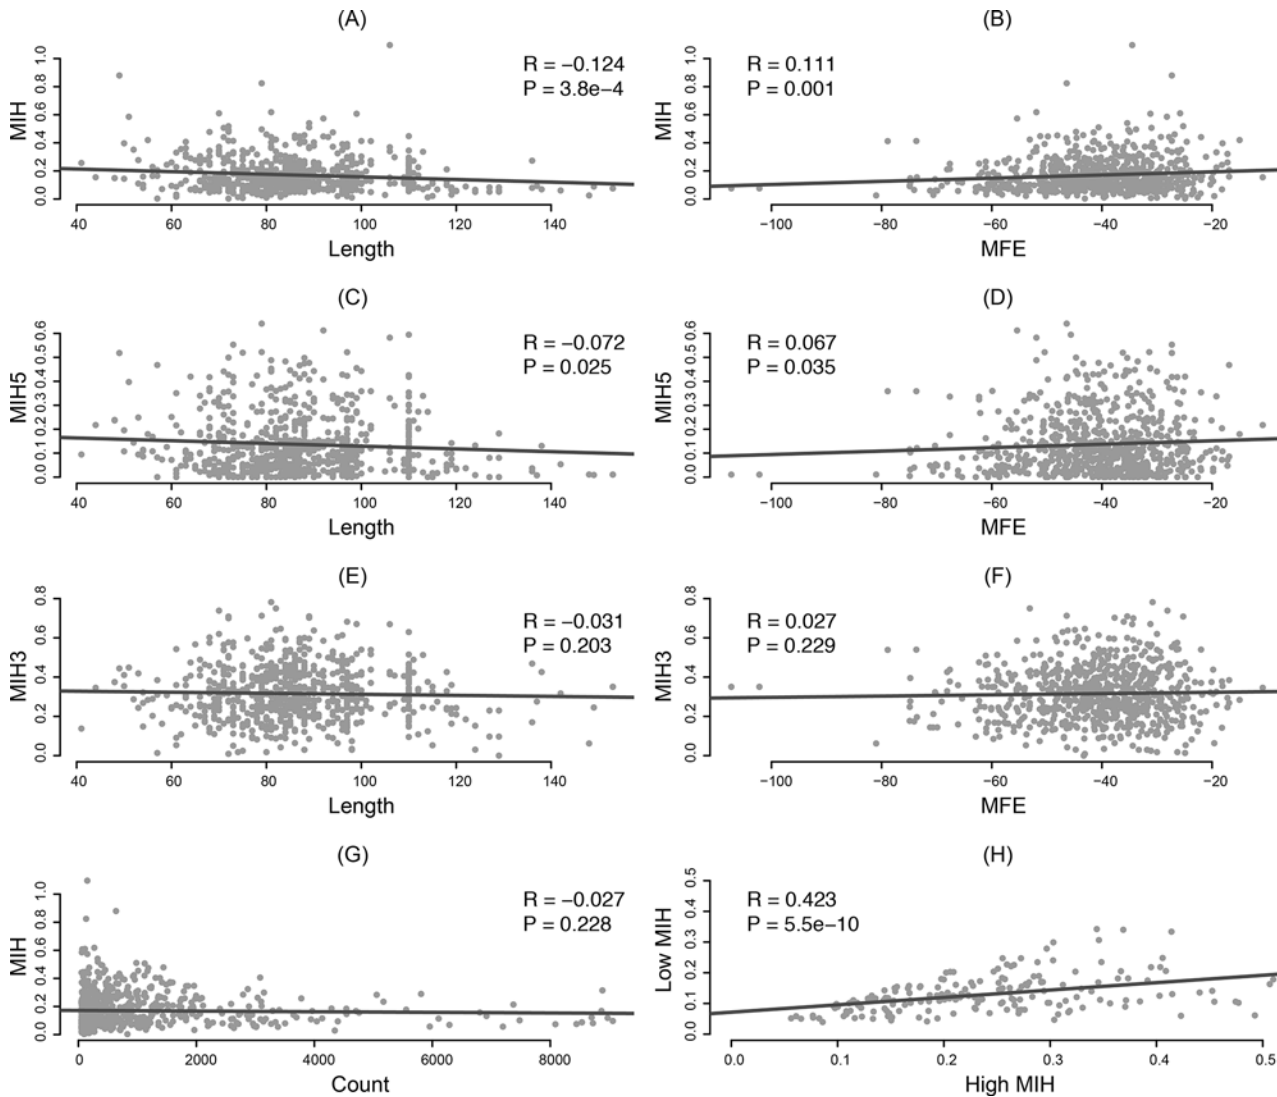 (A)
R = −0.124
P = 3.8e−4
MIH
0.0 0.2 0.4 0.6 0.8 1.0
40 60 80 100 120 140
Length
(B)
R = 0.111
P = 0.001
MIH
0.0 0.2 0.4 0.6 0.8 1.0
−100 −80 −60 −40 −20
MFE
(C)
R = −0.072
P = 0.025
MIH5
0.0 0.1 0.2 0.3 0.4 0.5 0.6
40 60 80 100 120 140
Length
(D)
R = 0.067
P = 0.035
MIH5
0.0 0.1 0.2 0.3 0.4 0.5 0.6
−100 −80 −60 −40 −20
MFE
(E)
R = −0.031
P = 0.203
MIH3
0.0 0.2 0.4 0.6 0.8
40 60 80 100 120 140
Length
(F)
R = 0.027
P = 0.229
MIH3
0.0 0.2 0.4 0.6 0.8
−100 −80 −60 −40 −20
MFE
(G)
R = −0.027
P = 0.228
MIH
0.0 0.2 0.4 0.6 0.8 1.0
0 2000 4000 6000 8000
Count
(H)
R = 0.423
P = 5.5e−10
Low MIH
0.0 0.1 0.2 0.3 0.4 0.5
0.0 0.1 0.2 0.3 0.4 0.5
High MIH